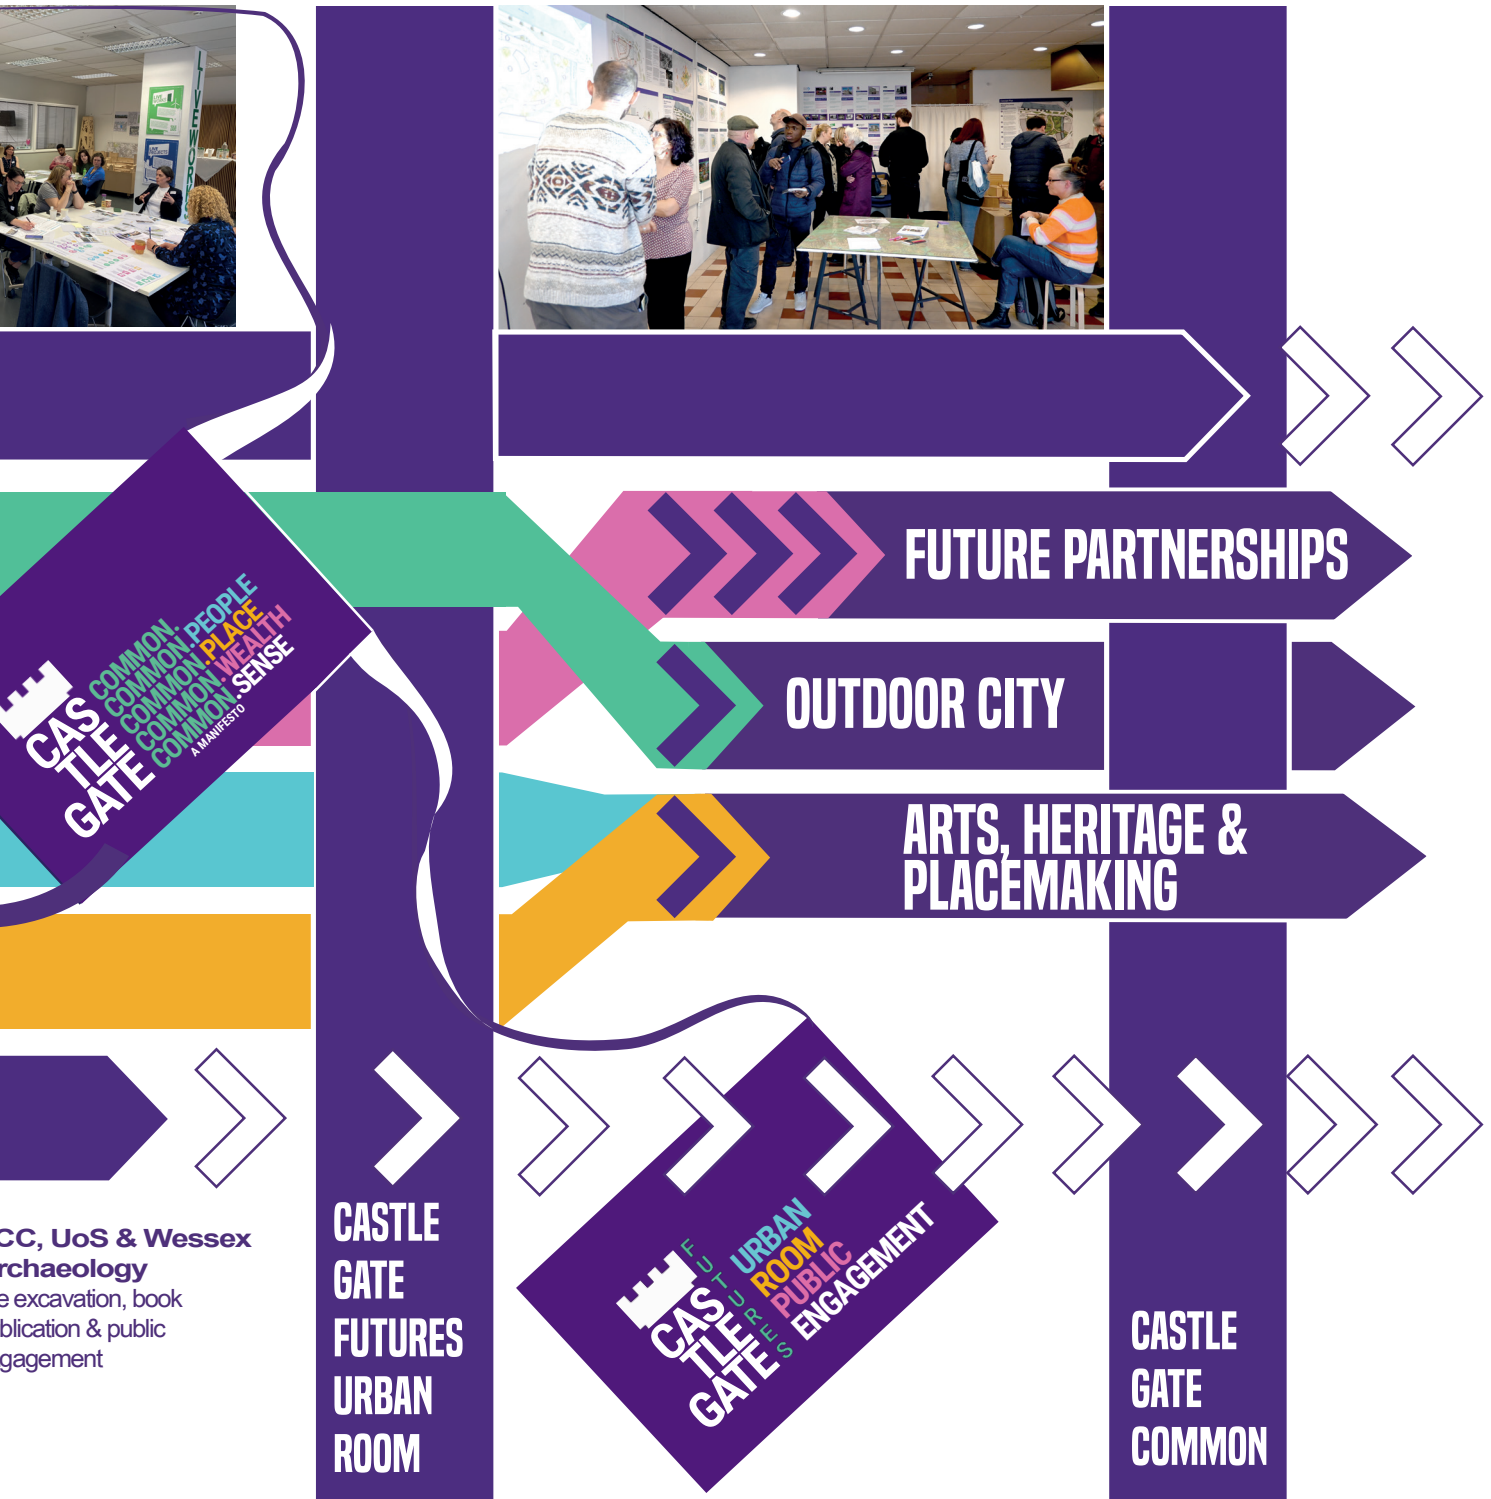 LIVEWORKS
FUTURE PARTNERSHIPS
OUTDOOR CITY
ARTS, HERITAGE &
PLACEMAKING
CAS
TLE
GATE
COMMON.
COMMON.PEOPLE
COMMON.PLACE
COMMON.WEALTH
COMMON.SENSE
A MANIFESTO
CC, UoS & Wessex
rchaeology
e excavation, book
blication & public
gagement
CASTLE
GATE
FUTURES
URBAN
ROOM
CAS
TLE
GATE
FUTURES
URBAN
ROOM
PUBLIC
ENGAGEMENT
CASTLE
GATE
COMMON